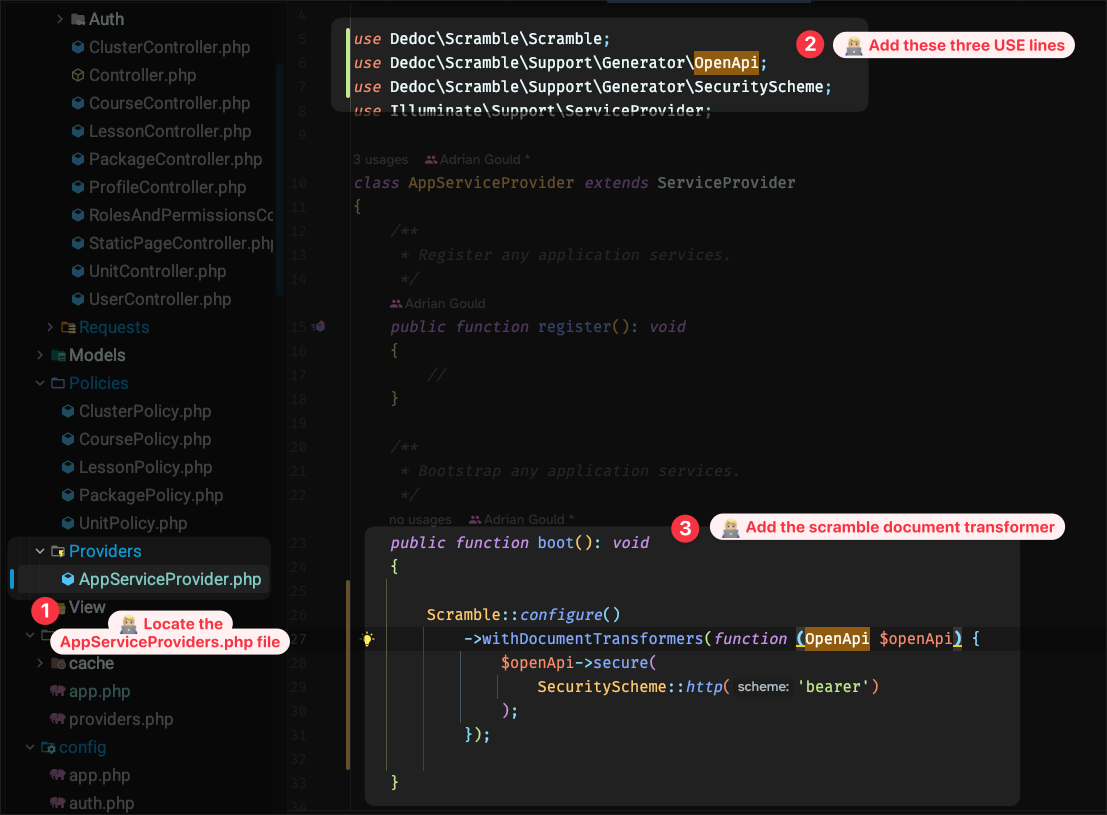 Auth
ClusterController.php
Controller.php
CourseController.php
LessonController.php
PackageController.php
ProfileController.php
RolesAndPermissionsCo
StaticPageController.php
UnitController.php
UserController.php
Requests
Models
Policies
ClusterPolicy.php
CoursePolicy.php
LessonPolicy.php
PackagePolicy.php
UnitPolicy.php
Providers
AppServiceProvider.php
View
1
👨🏼‍💻 Locate the
AppServiceProviders.php file
cache
app.php
providers.php
config
app.php
auth.php
4
5 use Dedoc\Scramble\Scramble;
6 use Dedoc\Scramble\Support\Generator\OpenApi;
7 use Dedoc\Scramble\Support\Generator\SecurityScheme;
8 use Illuminate\Support\ServiceProvider;
9
2 👨🏼‍💻 Add these three USE lines
3 usages Adrian Gould *
10 class AppServiceProvider extends ServiceProvider
11 {
12 /**
13 * Register any application services.
14 */
Adrian Gould
15 public function register(): void
16 {
17 //
18 }
19
20 /**
21 * Bootstrap any application services.
22 */
no usages Adrian Gould *
3 👨🏼‍💻 Add the scramble document transformer
23 public function boot(): void
24 {
25
26 Scramble::configure()
27 ->withDocumentTransformers(function (OpenApi $openApi) {
28 $openApi->secure(
29 SecurityScheme::http( scheme: 'bearer')
30 );
31 });
32
33 }
34